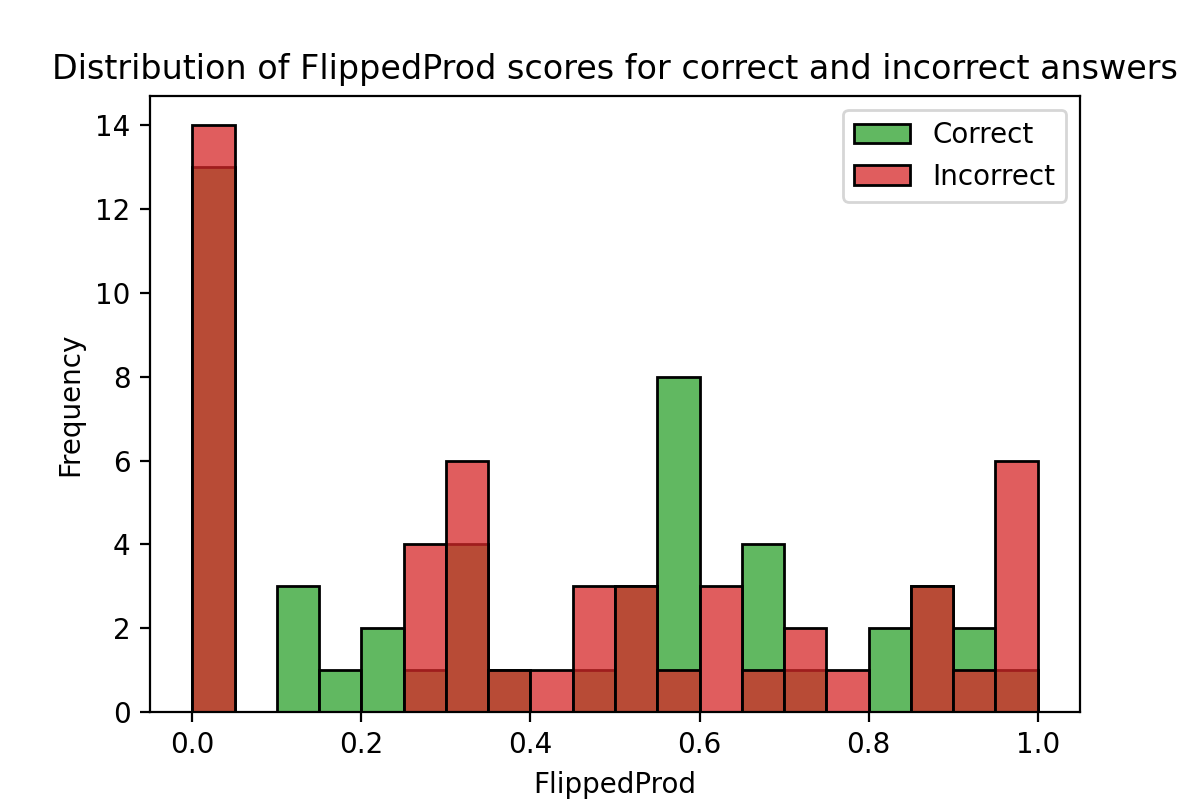 Distribution of FlippedProd scores for correct and incorrect answers
Correct
Incorrect
14
12
10
8
6
4
2
0
Frequency
0.0 0.2 0.4 0.6 0.8 1.0
FlippedProd